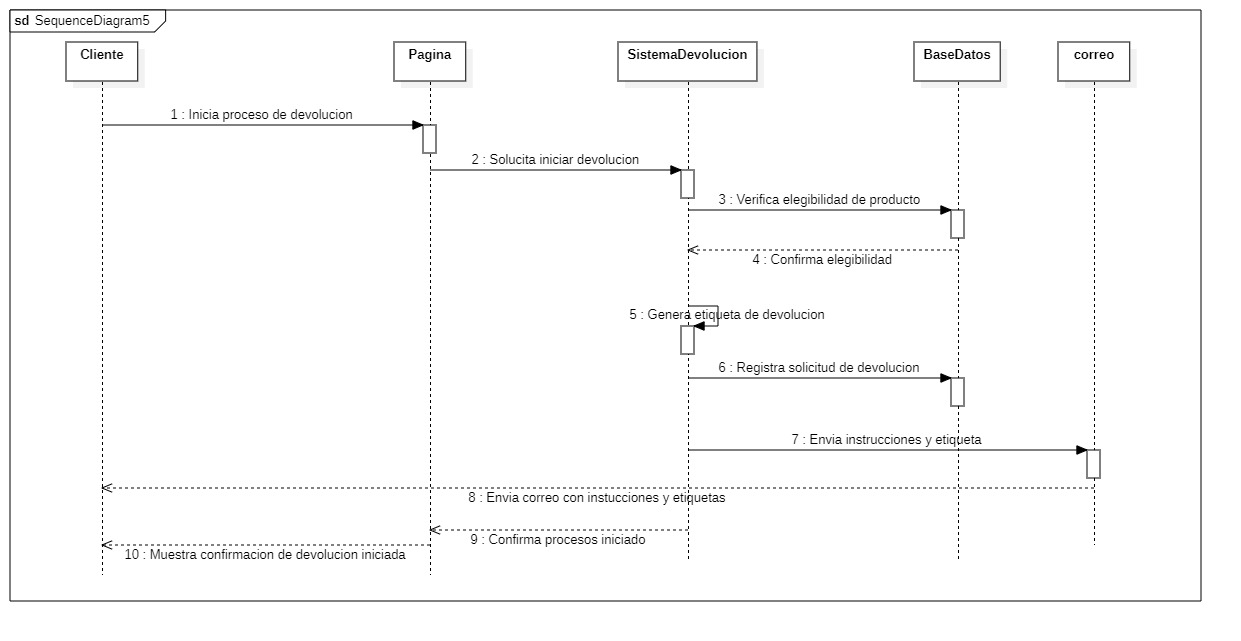 sd SequenceDiagram5
Cliente
Pagina
SistemaDevolucion
BaseDatos
correo
1 : Inicia proceso de devolucion
2 : Solucita iniciar devolucion
3 : Verifica elegibilidad de producto
4 : Confirma elegibilidad
5 : Genera etiqueta de devolucion
6 : Registra solicitud de devolucion
7 : Envia instrucciones y etiqueta
8 : Envia correo con instucciones y etiquetas
9 : Confirma procesos iniciado
10 : Muestra confirmacion de devolucion iniciada